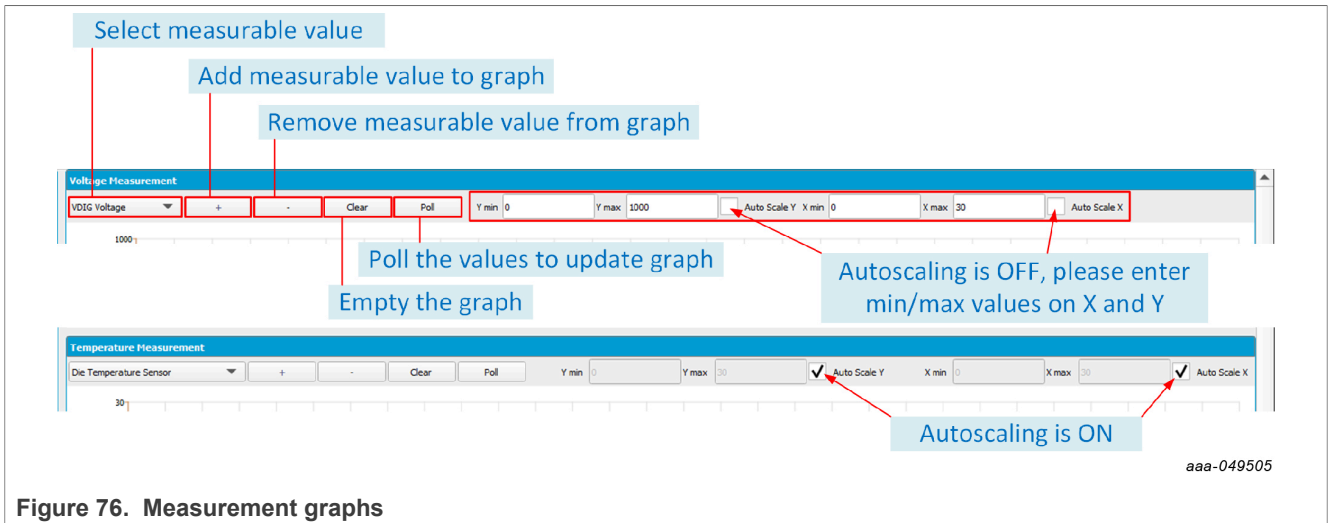 Select measurable value
Add measurable value to graph
Remove measurable value from graph
Voltage Measurement
VDIG Voltage + - Clear Poll Y min 0 Y max 1000 Auto Scale Y X min 0 X max 30 Auto Scale X
1000
Poll the values to update graph
Empty the graph
Autoscaling is OFF, please enter
min/max values on X and Y
Temperature Measurement
Die Temperature Sensor + - Clear Poll Y min 0 Y max 30 Auto Scale Y X min 0 X max 30 Auto Scale X
30
Autoscaling is ON
aaa-049505
Figure 76. Measurement graphs